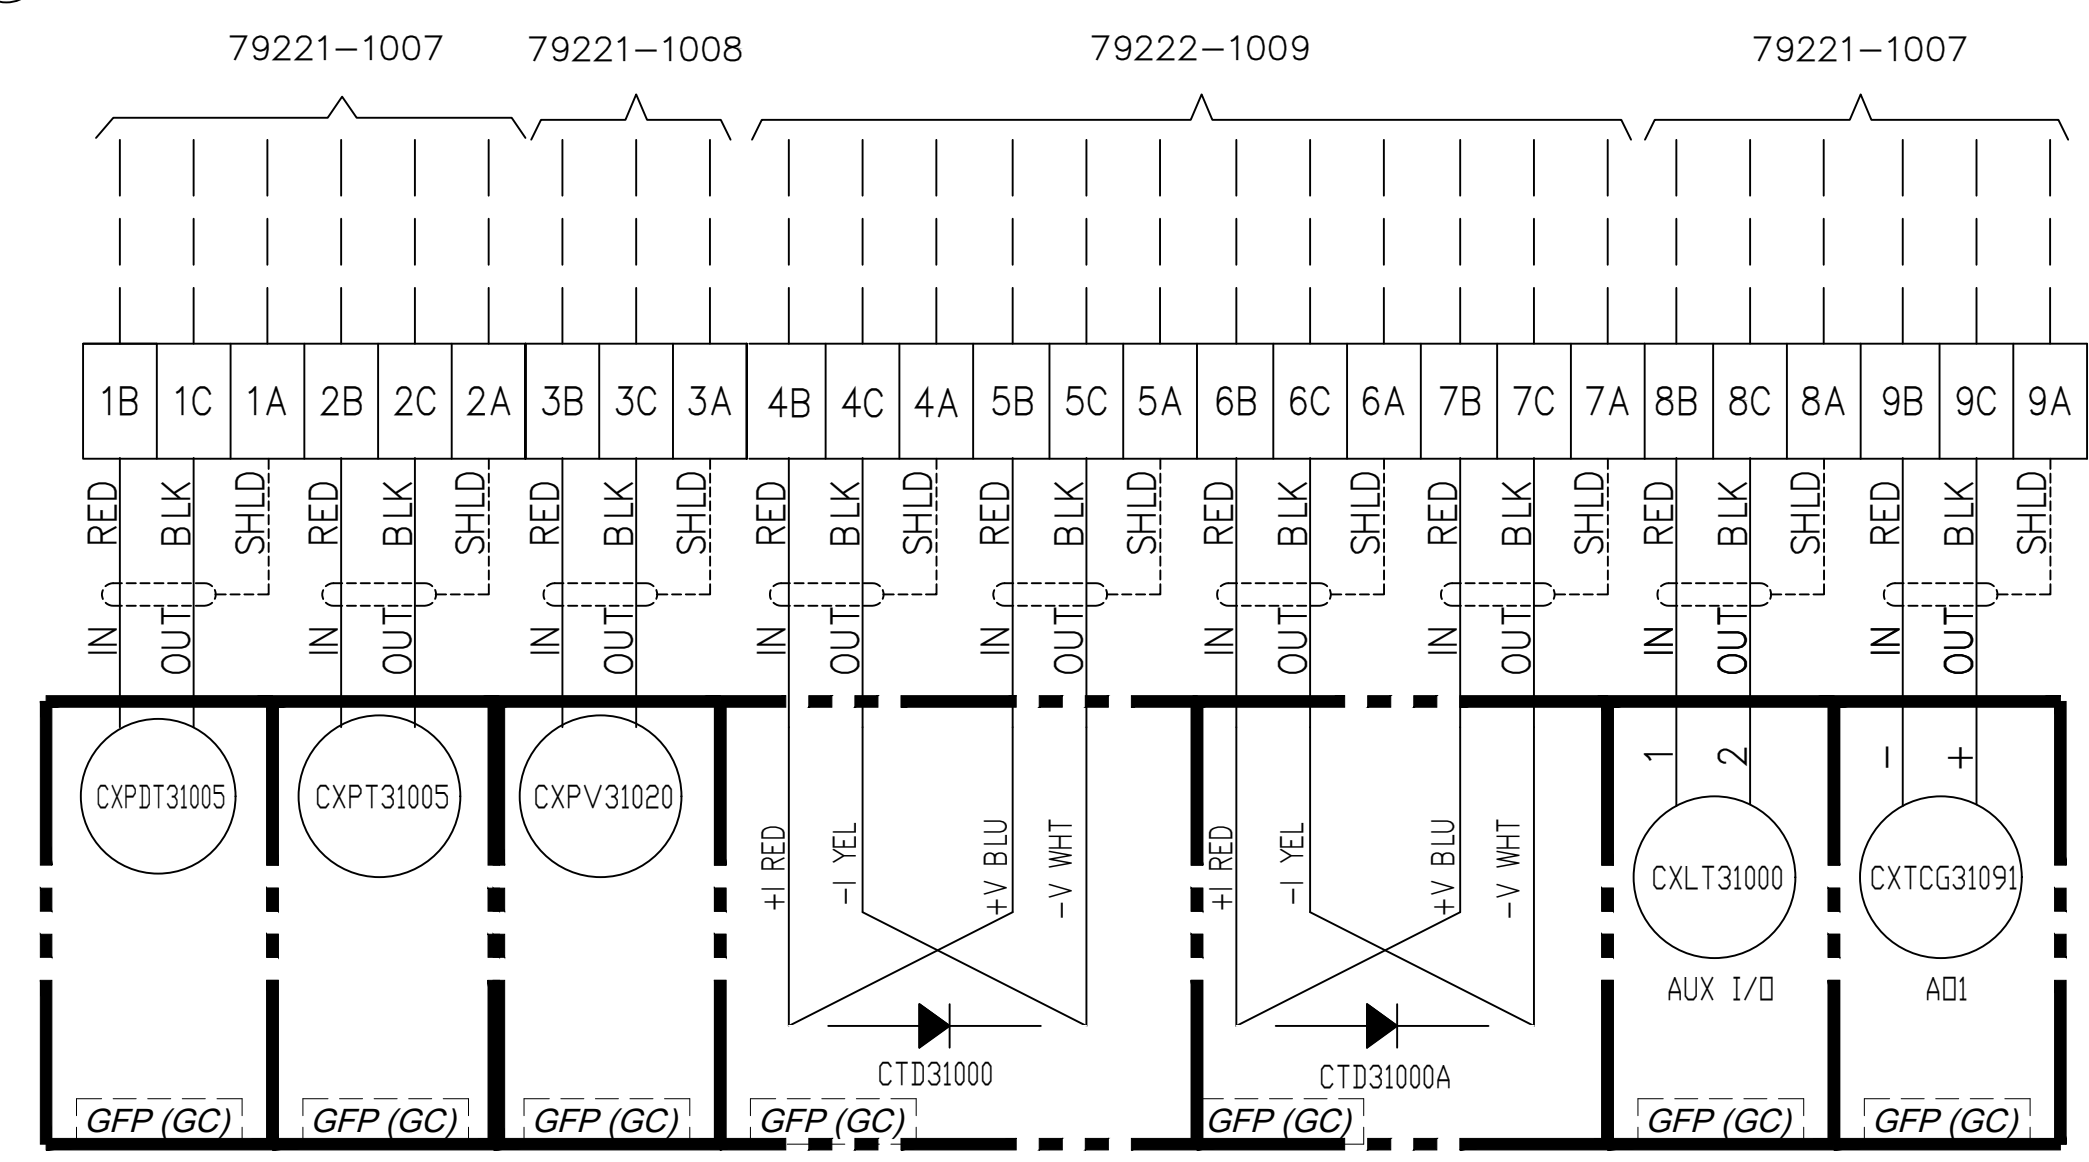 79221-1007 79221-1008 79222-1009 79221-1007
1B 1C 1A 2B 2C 2A 3B 3C 3A 4B 4C 4A 5B 5C 5A 6B 6C 6A 7B 7C 7A 8B 8C 8A 9B 9C 9A
RED BLK SHLD RED BLK SHLD RED BLK SHLD RED BLK SHLD RED BLK SHLD RED BLK SHLD RED BLK SHLD RED BLK SHLD RED BLK SHLD
IN OUT IN OUT IN OUT IN OUT IN OUT IN OUT IN OUT IN OUT IN OUT
1 2 - +
CXPDT31005 CXPT31005 CXPV31020
+I RED -I YEL +V BLU -V WHT +I RED -I YEL +V BLU -V WHT
CXLT31000 CXTCG31091
AUX I/O AO1
CTD31000 CTD31000A
GFP (GC) GFP (GC) GFP (GC) GFP (GC) GFP (GC) GFP (GC) GFP (GC)